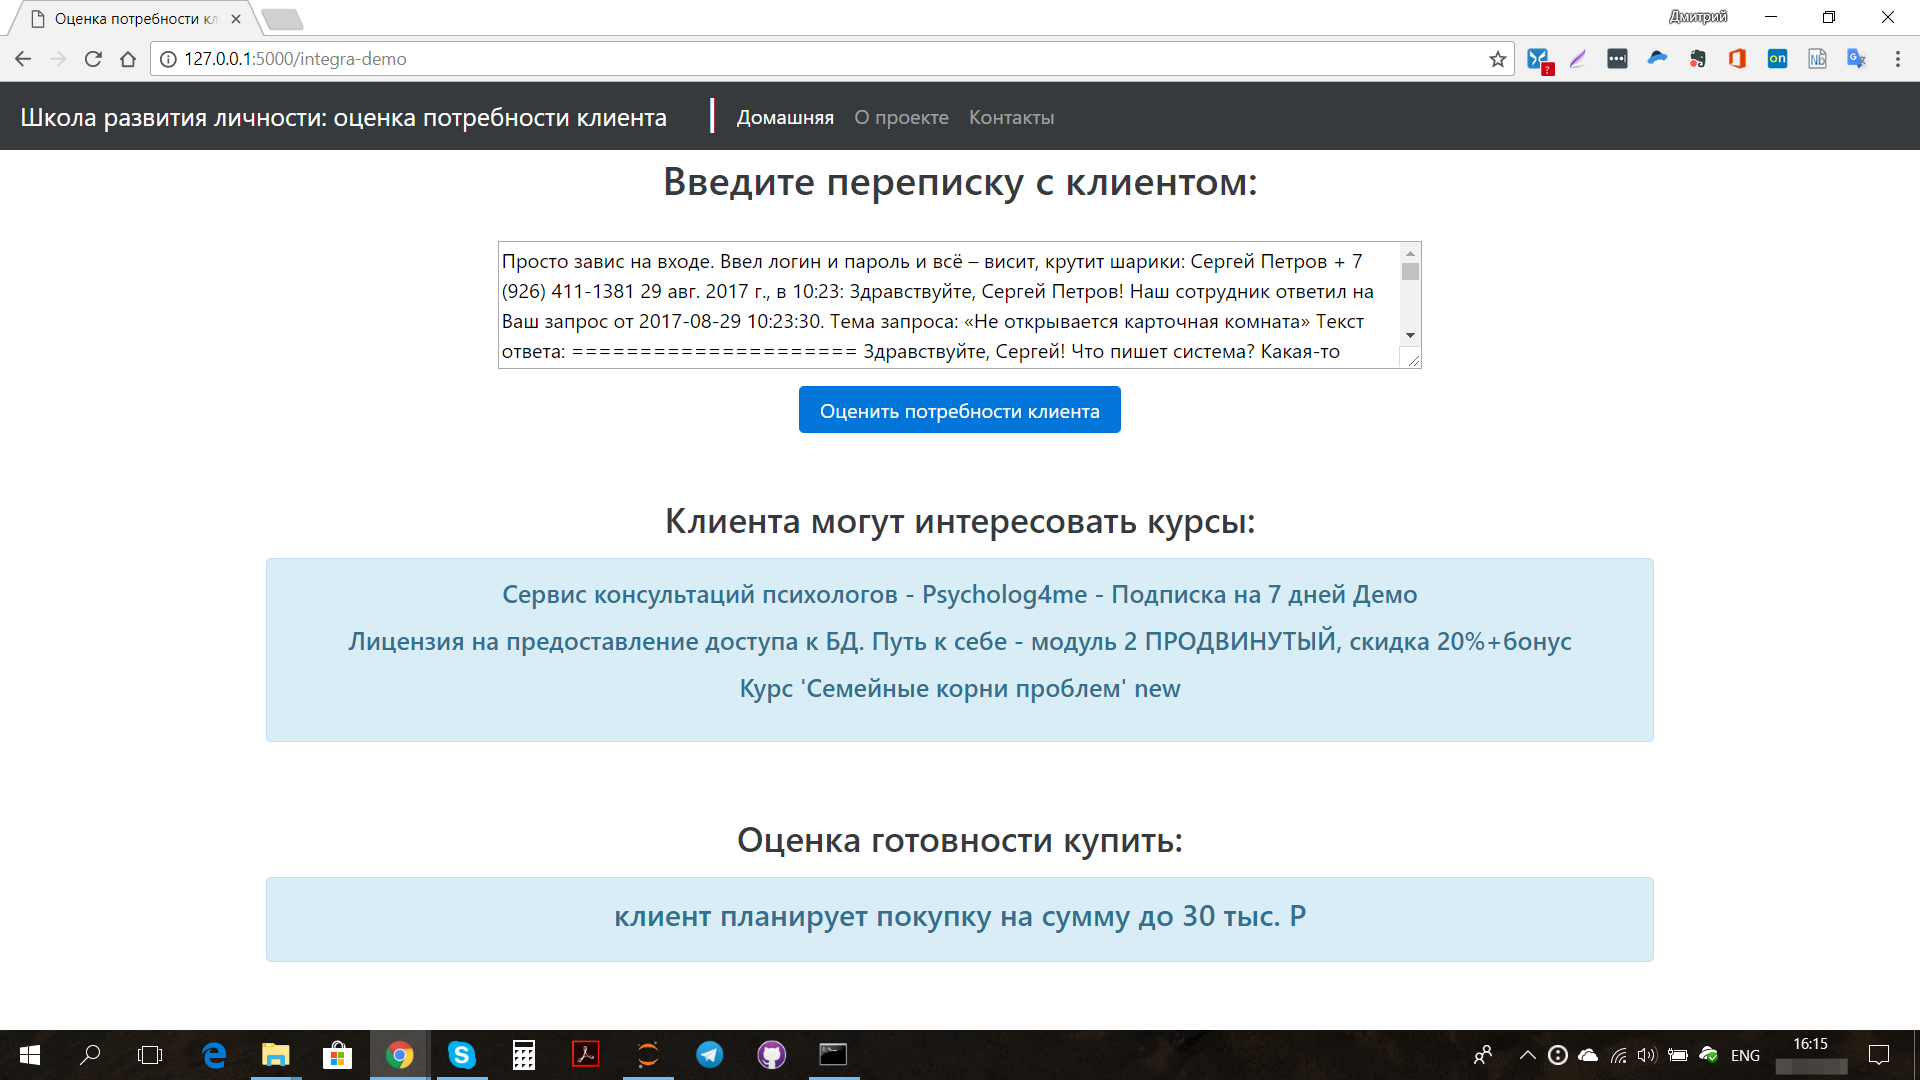 Оценка потребности кл
Дмитрий
127.0.0.1:5000/integra-demo
Школа развития личности: оценка потребности клиента
Домашняя О проекте Контакты
Введите переписку с клиентом:
Просто завис на входе. Ввел логин и пароль и всё – висит, крутит шарики: Сергей Петров + 7
(926) 411-1381 29 авг. 2017 г., в 10:23: Здравствуйте, Сергей Петров! Наш сотрудник ответил на
Ваш запрос от 2017-08-29 10:23:30. Тема запроса: «Не открывается карточная комната» Текст
ответа: ===================== Здравствуйте, Сергей! Что пишет система? Какая-то
Оценить потребности клиента
Клиента могут интересовать курсы:
Сервис консультаций психологов - Psycholog4me - Подписка на 7 дней Демо
Лицензия на предоставление доступа к БД. Путь к себе - модуль 2 ПРОДВИНУТЫЙ, скидка 20%+бонус
Курс 'Семейные корни проблем' new
Оценка готовности купить:
клиент планирует покупку на сумму до 30 тыс. Р
ENG
16:15